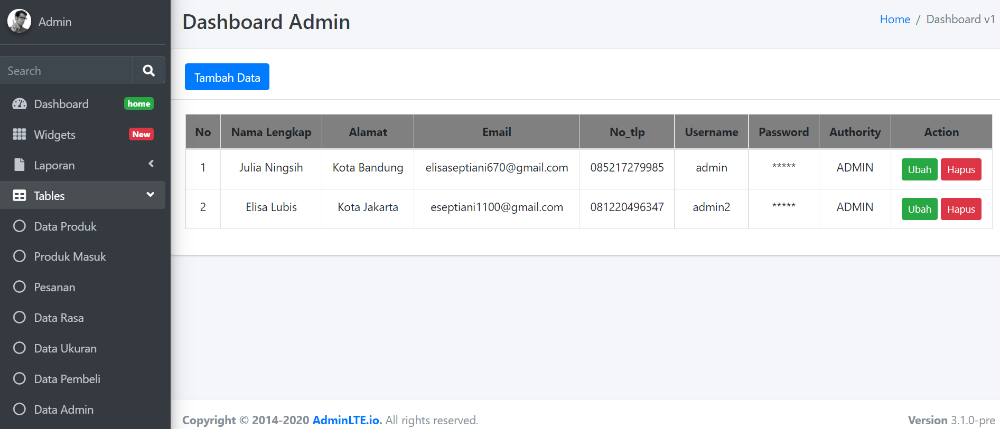 Admin
Search
Dashboard home
Widgets New
Laporan
Tables
Data Produk
Produk Masuk
Pesanan
Data Rasa
Data Ukuran
Data Pembeli
Data Admin
Dashboard Admin
Home / Dashboard v1
Tambah Data
No Nama Lengkap Alamat Email No_tlp Username Password Authority Action
1 Julia Ningsih Kota Bandung elisaseptiani670@gmail.com 085217279985 admin ***** ADMIN Ubah Hapus
2 Elisa Lubis Kota Jakarta eseptiani1100@gmail.com 081220496347 admin2 ***** ADMIN Ubah Hapus
Copyright © 2014-2020 AdminLTE.io. All rights reserved.
Version 3.1.0-pre